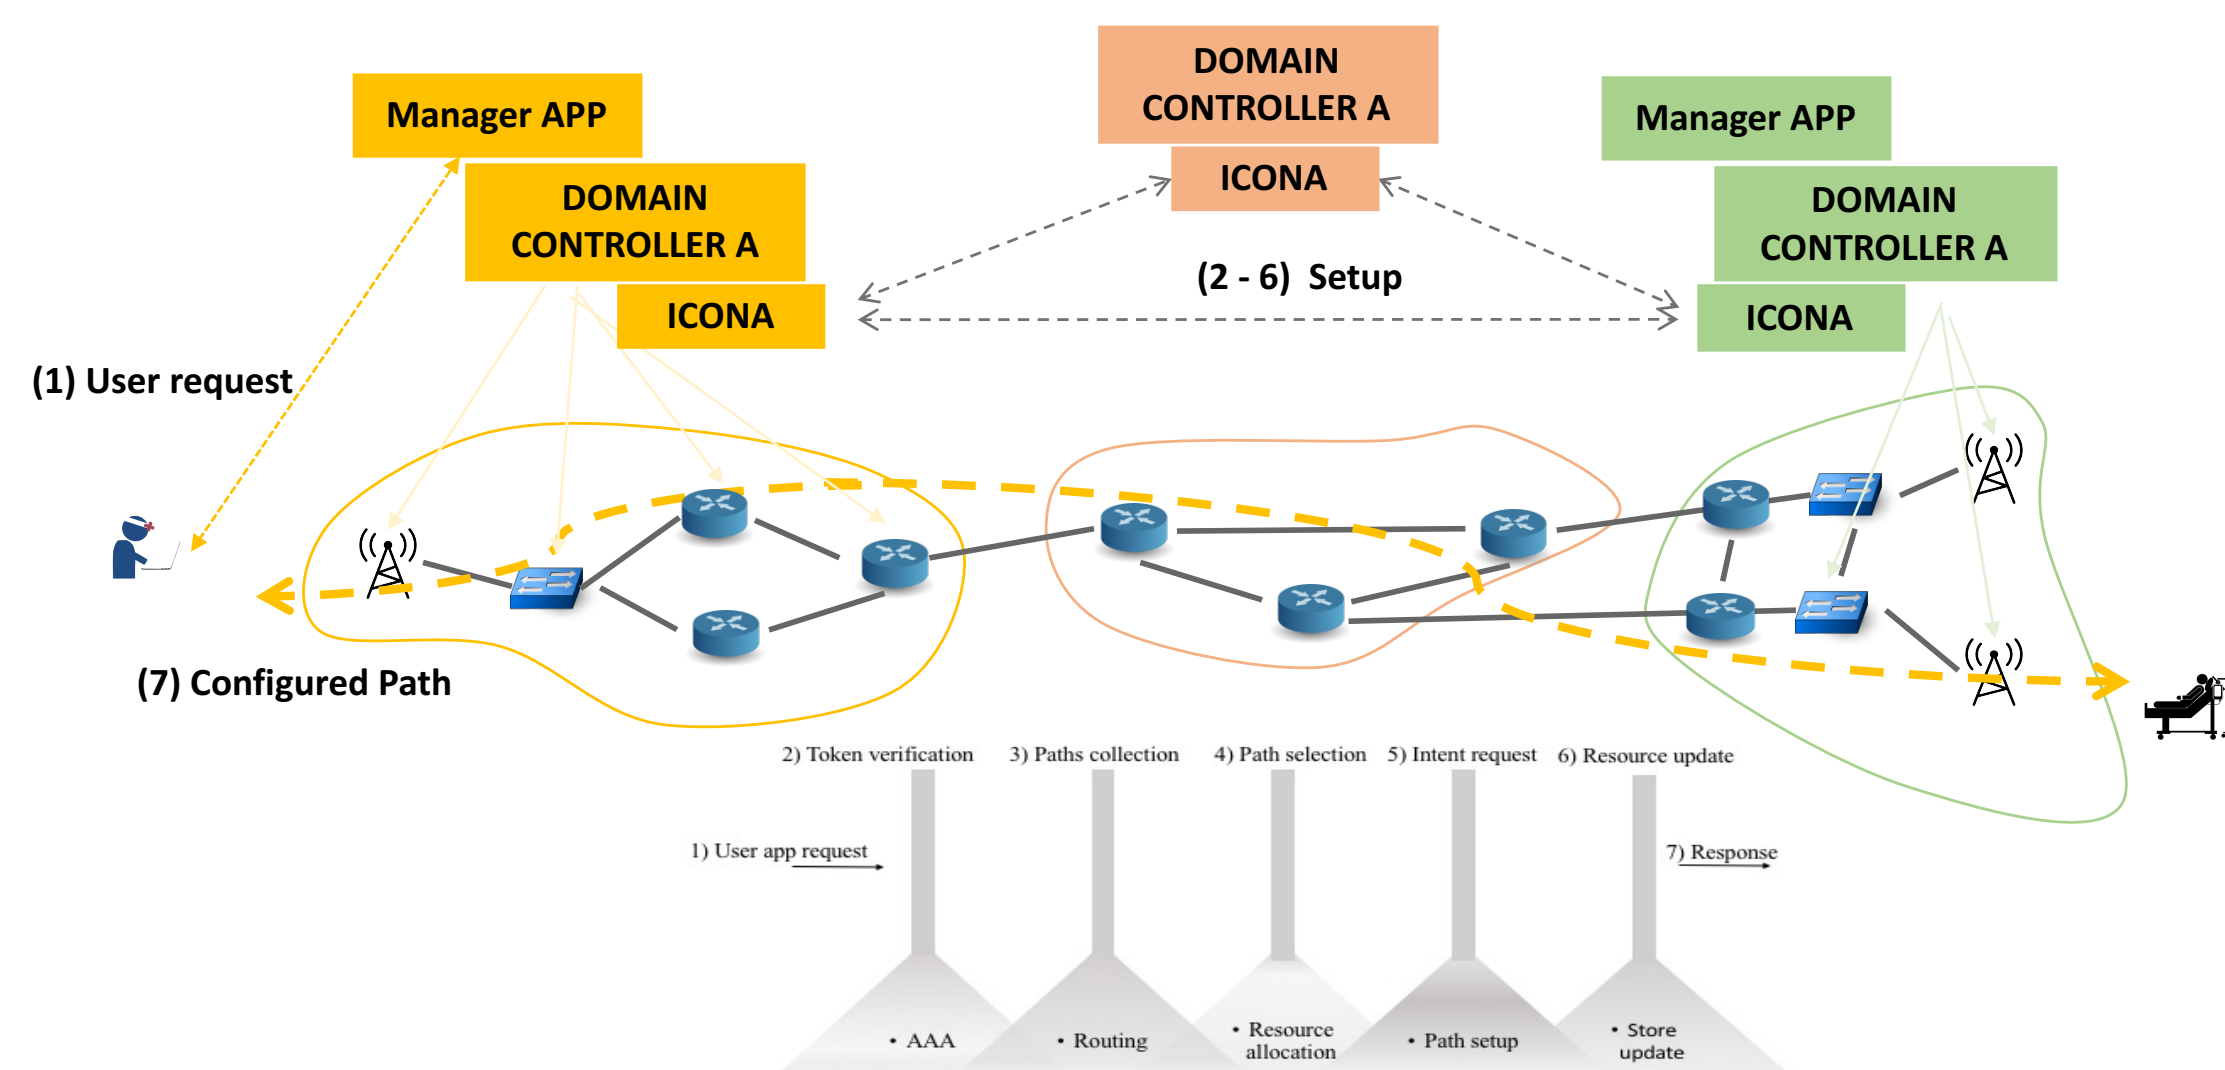 Manager APP
DOMAIN
CONTROLLER A
ICONA
DOMAIN
CONTROLLER A
ICONA
Manager APP
DOMAIN
CONTROLLER A
ICONA
(2 - 6)  Setup
(1) User request
(7) Configured Path
2) Token verification
3) Paths collection
4) Path selection
5) Intent request
6) Resource update
1) User app request
7) Response
• AAA
• Routing
• Resource
allocation
• Path setup
• Store
update